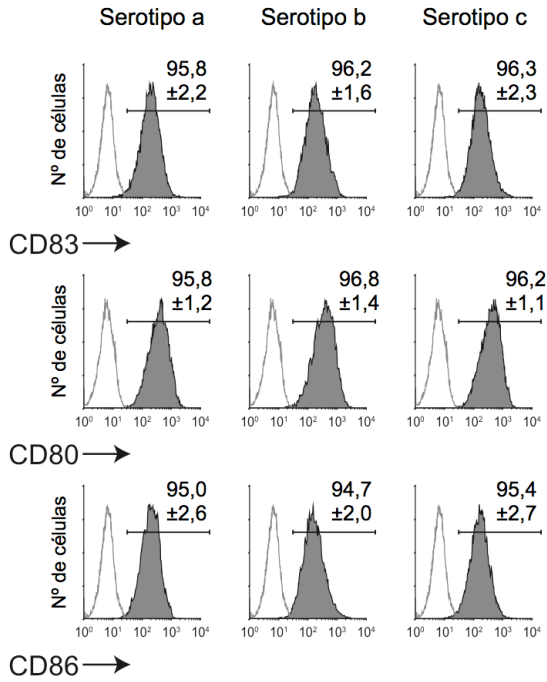 Serotipo a Serotipo b Serotipo c
95,8 96,2 96,3
±2,2 ±1,6 ±2,3
Nº de células
10⁰ 10¹ 10² 10³ 10⁴ 10⁰ 10¹ 10² 10³ 10⁴ 10⁰ 10¹ 10² 10³ 10⁴
CD83
95,8 96,8 96,2
±1,2 ±1,4 ±1,1
Nº de células
10⁰ 10¹ 10² 10³ 10⁴ 10⁰ 10¹ 10² 10³ 10⁴ 10⁰ 10¹ 10² 10³ 10⁴
CD80
95,0 94,7 95,4
±2,6 ±2,0 ±2,7
Nº de células
10⁰ 10¹ 10² 10³ 10⁴ 10⁰ 10¹ 10² 10³ 10⁴ 10⁰ 10¹ 10² 10³ 10⁴
CD86